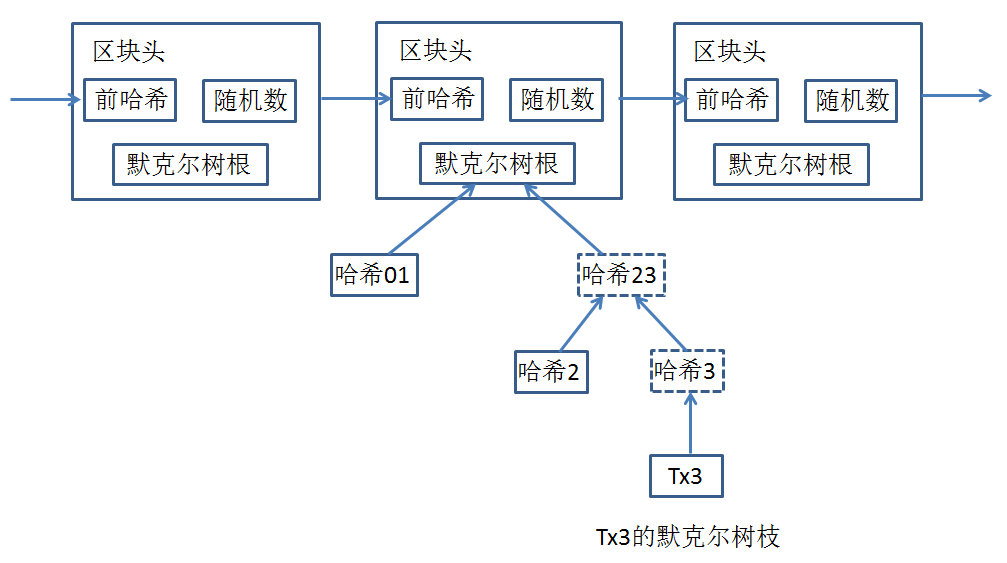 区块头 区块头 区块头
前哈希 随机数 前哈希 随机数 前哈希 随机数
默克尔树根 默克尔树根 默克尔树根
哈希01 哈希23
哈希2 哈希3
Tx3
Tx3的默克尔树枝